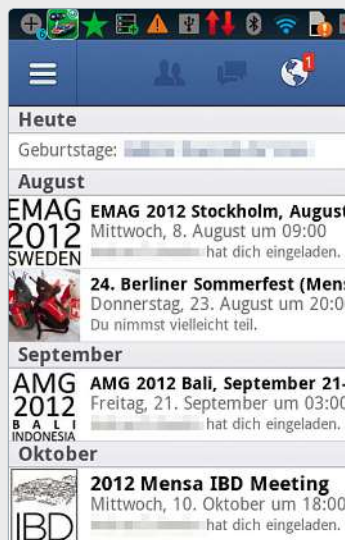 1
Heute
Geburtstage:
August
EMAG
2012
SWEDEN
EMAG 2012 Stockholm, August
Mittwoch, 8. August um 09:00
hat dich eingeladen.
24. Berliner Sommerfest (Mens
Donnerstag, 23. August um 20:0
Du nimmst vielleicht teil.
September
AMG
2012
BALI
INDONESIA
AMG 2012 Bali, September 21-
Freitag, 21. September um 03:00
hat dich eingeladen.
Oktober
IBD
2012 Mensa IBD Meeting
Mittwoch, 10. Oktober um 18:00
hat dich eingeladen.